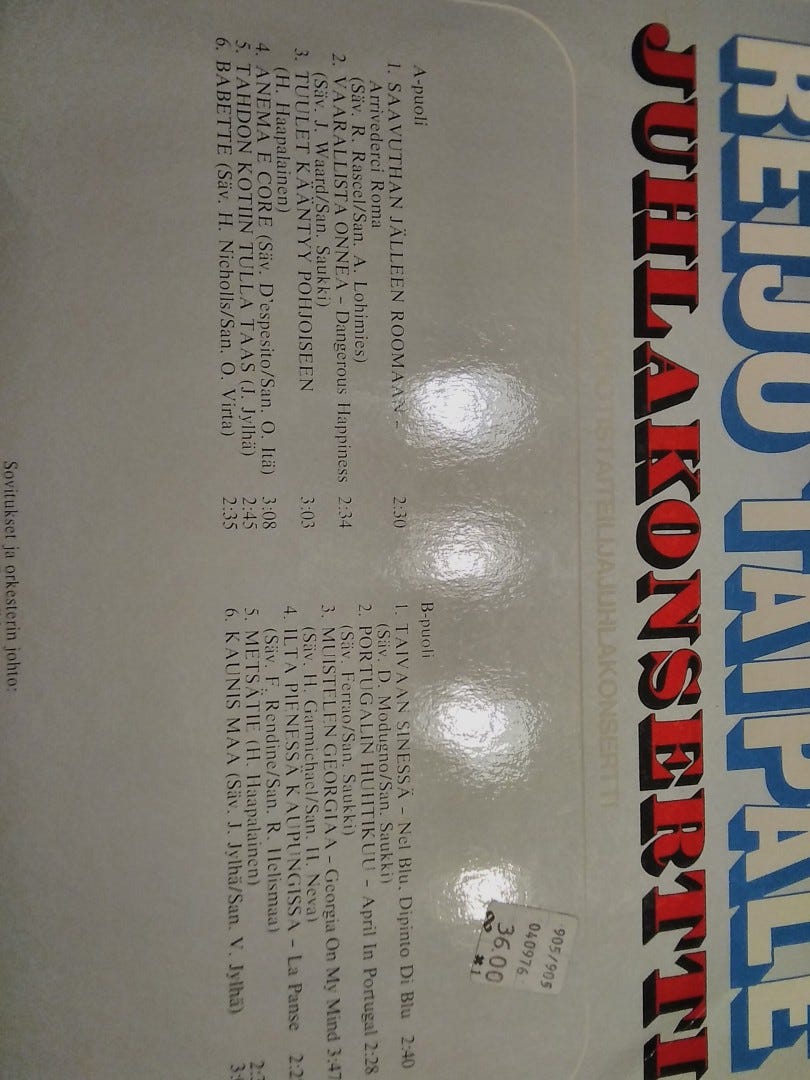 REIJO TAIPALE
JUHLAKONSERTTI
A-puoli
1. SAAVUTHAN JÄLLEEN ROOMAAN – 2:30
Arrivederci Roma
(Säv. R. Rascel/San. A. Lohimies)
2. VAARALLISTA ONNEA – Dangerous Happiness 2:34
(Säv. J. Waard/San. Saukki)
3. TUULET KÄÄNTYY POHJOISEEN 3:03
(H. Haapalainen)
4. ANEMA E CORE (Säv. D'espesito/San. O. Itä) 3:08
5. TAHDON KOTIIN TULLA TAAS (J. Jylhä) 2:45
6. BABETTE (Säv. H. Nicholls/San. O. Virta) 2:35
B-puoli
1. TAIVAAN SINESSÄ – Nel Blu, Dipinto Di Blu 2:40
(Säv. D. Modugno/San. Saukki)
2. PORTUGALIN HUHTIKUU – April In Portugal 2:28
(Säv. Ferrao/San. Saukki)
3. MUISTELEN GEORGIAA – Georgia On My Mind 3:47
(Säv. H. Garmichael/San. H. Neva)
4. ILTA PIENESSÄ KAUPUNGISSA – La Panse
(Säv. F. Rendine/San. R. Helismaa)
5. METSÄTIE (H. Haapalainen)
6. KAUNIS MAA (Säv. J. Jylhä/San. V. Jylhä)
905/905
040976
36.00
Sovitukset ja orkesterin johto: